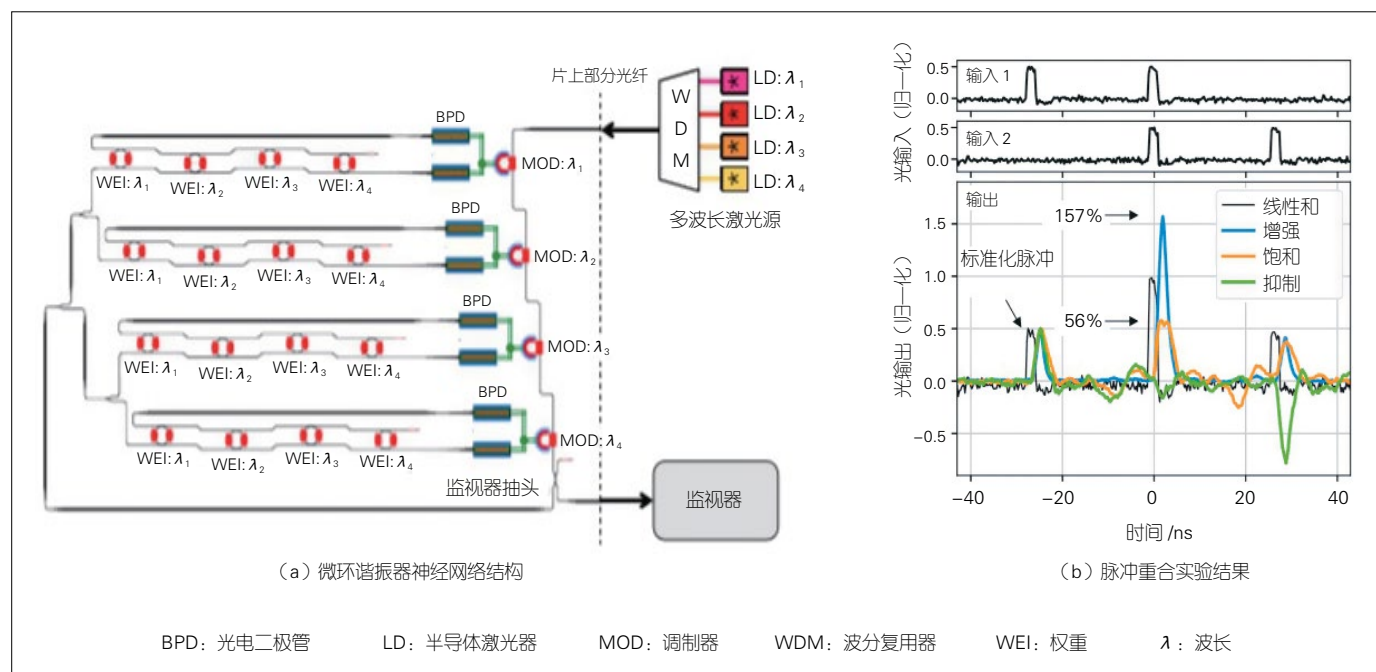 片上部分光纤
W
D
M
LD: λ1
LD: λ2
LD: λ3
LD: λ4
多波长激光源
BPD
MOD: λ1
WEI: λ1 WEI: λ2 WEI: λ3 WEI: λ4
BPD
MOD: λ2
WEI: λ1 WEI: λ2 WEI: λ3 WEI: λ4
BPD
MOD: λ3
WEI: λ1 WEI: λ2 WEI: λ3 WEI: λ4
BPD
MOD: λ4
WEI: λ1 WEI: λ2 WEI: λ3 WEI: λ4
监视器抽头
监视器
（a）微环谐振器神经网络结构
光输入（归一化）
0.5
0.0
输入 1
0.5
0.0
输入 2
光输出（归一化）
输出
1.5
1.0
0.5
0.0
−0.5
157%
标准化脉冲
56%
线性和
增强
饱和
抑制
−40 −20 0 20 40
时间 /ns
（b）脉冲重合实验结果
BPD：光电二极管 LD：半导体激光器 MOD：调制器 WDM：波分复用器 WEI：权重 λ：波长